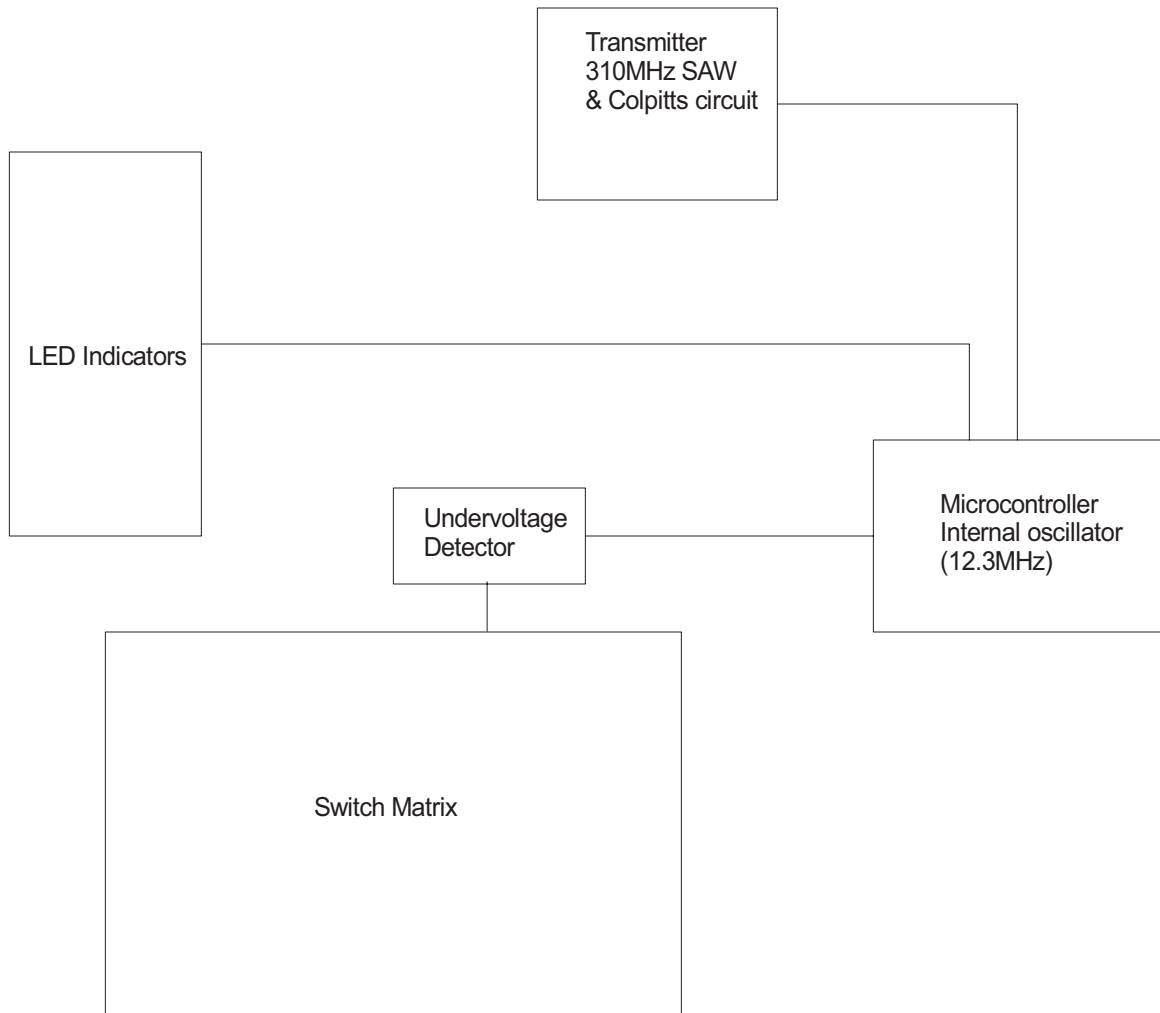 Transmitter
310MHz SAW
& Colpitts circuit
LED Indicators
Undervoltage
Detector
Microcontroller
Internal oscillator
(12.3MHz)
Switch Matrix